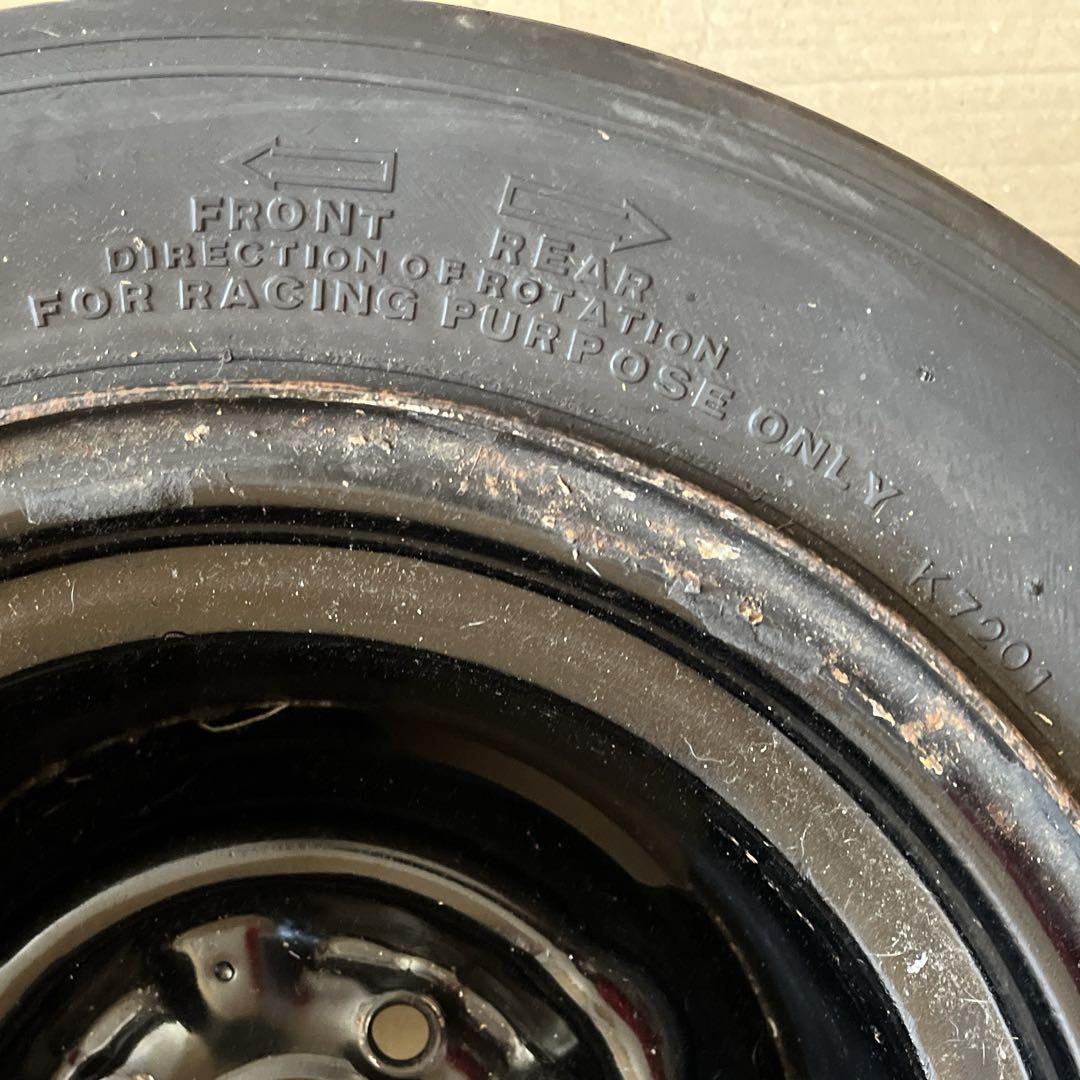 FRONT
REAR
DIRECTION OF ROTATION
FOR RACING PURPOSE ONLY
K7201